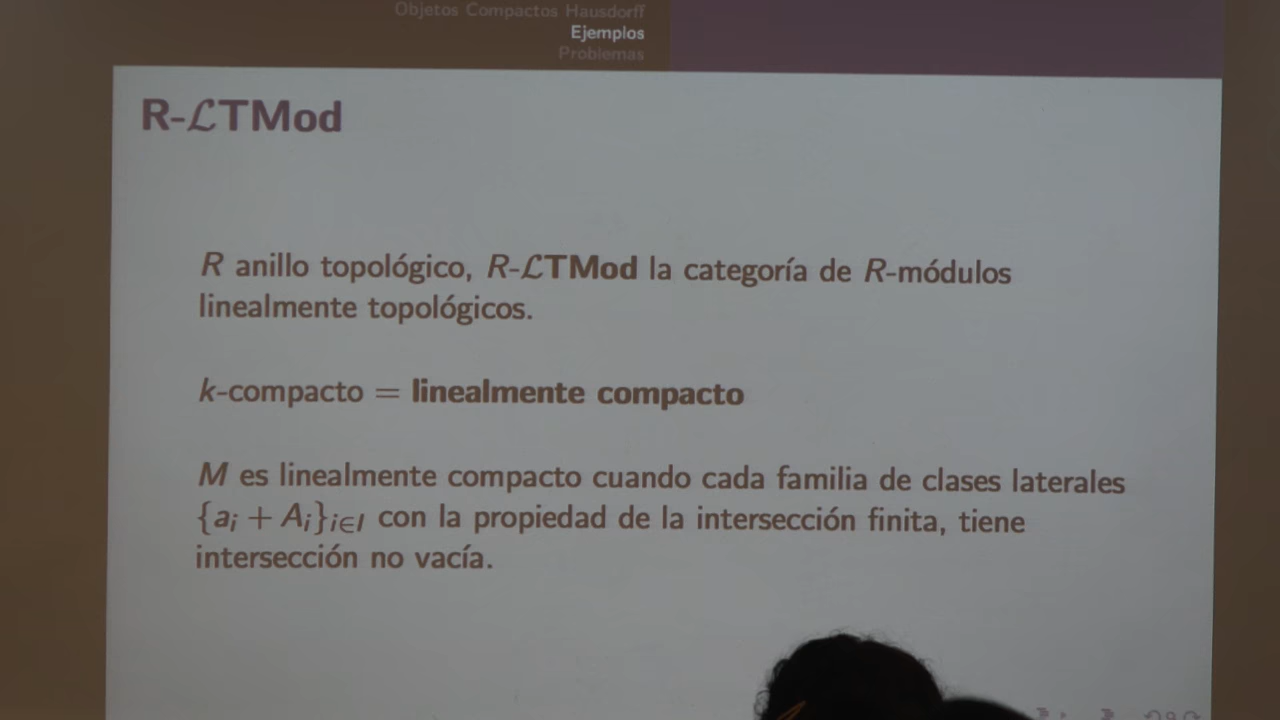 Objetos Compactos Hausdorff
Ejemplos
Problemas
R-ℒTMod
R anillo topológico, R-ℒTMod la categoría de R-módulos
linealmente topológicos.
k-compacto = linealmente compacto
M es linealmente compacto cuando cada familia de clases laterales
{aᵢ + Aᵢ}ᵢ∈I con la propiedad de la intersección finita, tiene
intersección no vacía.